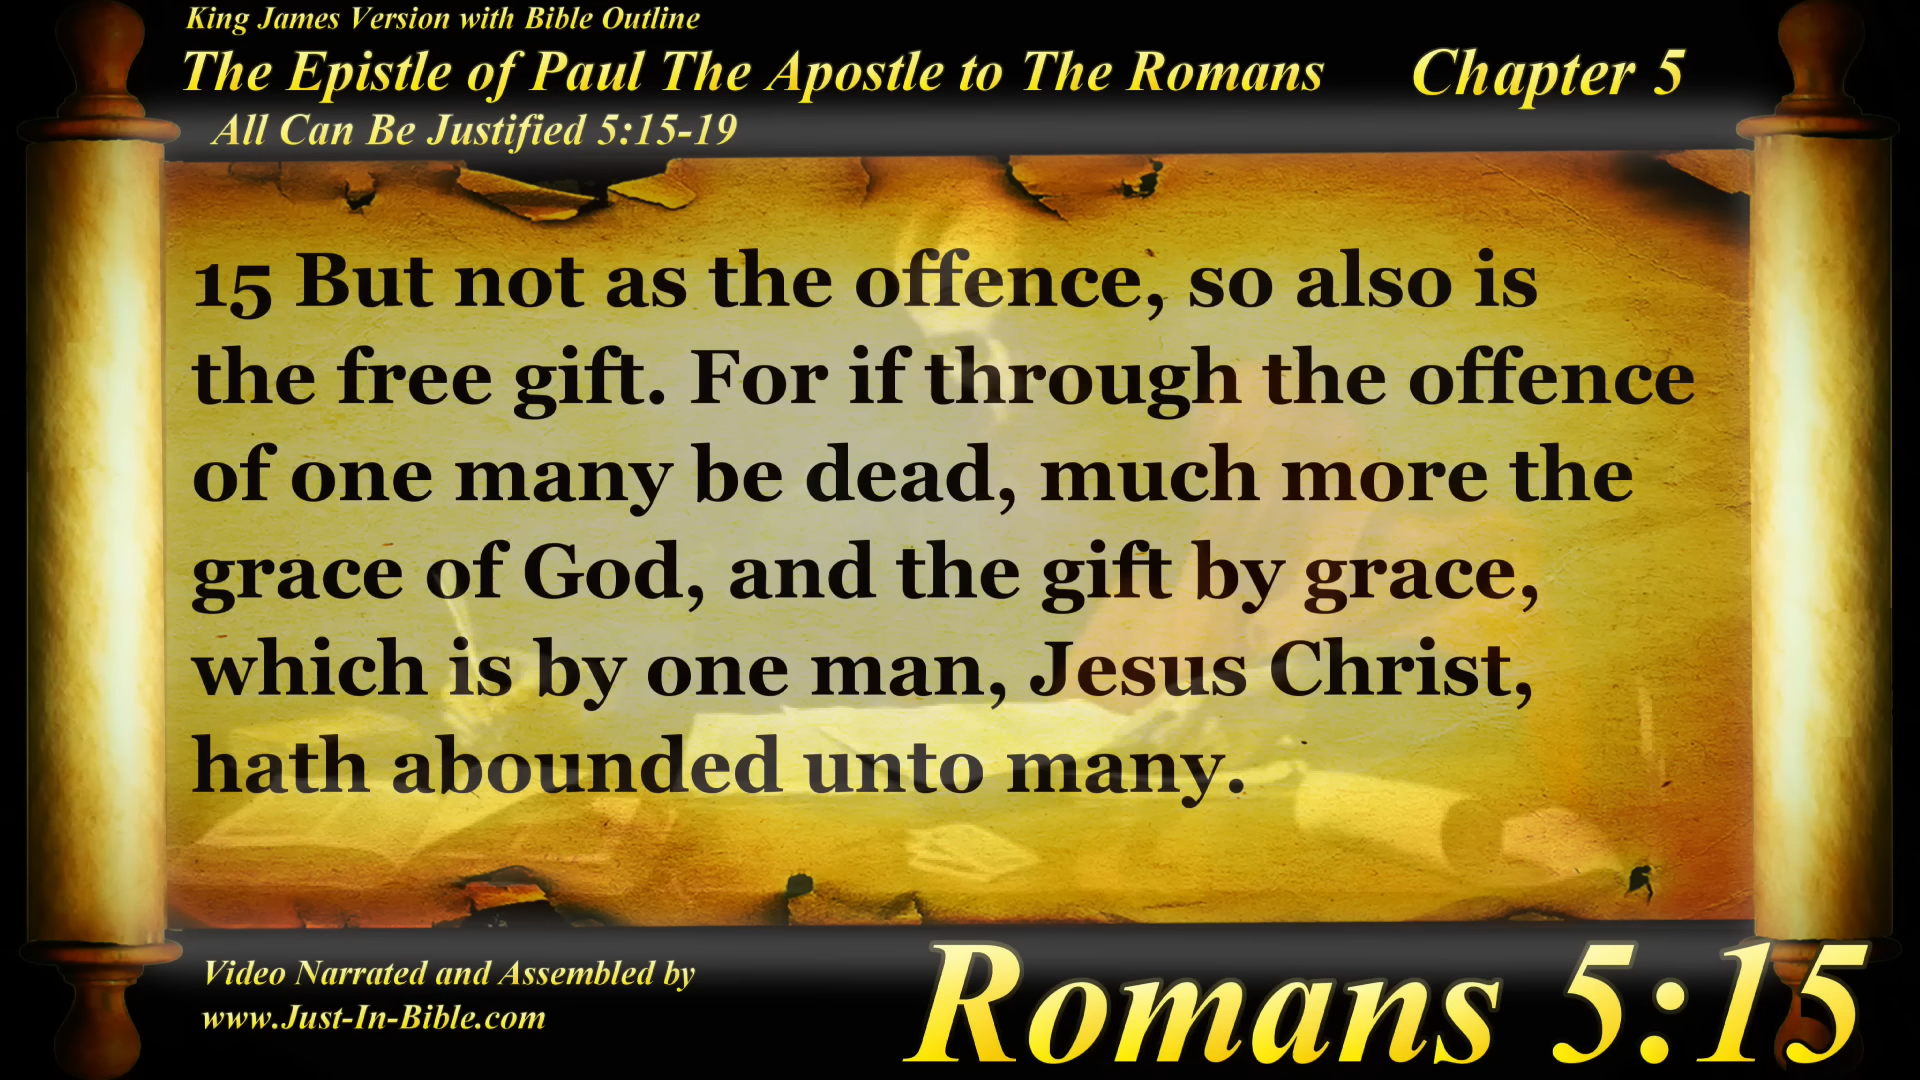 King James Version with Bible Outline
The Epistle of Paul The Apostle to The Romans Chapter 5
All Can Be Justified 5:15-19
15 But not as the offence, so also is
the free gift. For if through the offence
of one many be dead, much more the
grace of God, and the gift by grace,
which is by one man, Jesus Christ,
hath abounded unto many.
Video Narrated and Assembled by
www.Just-In-Bible.com
Romans 5:15